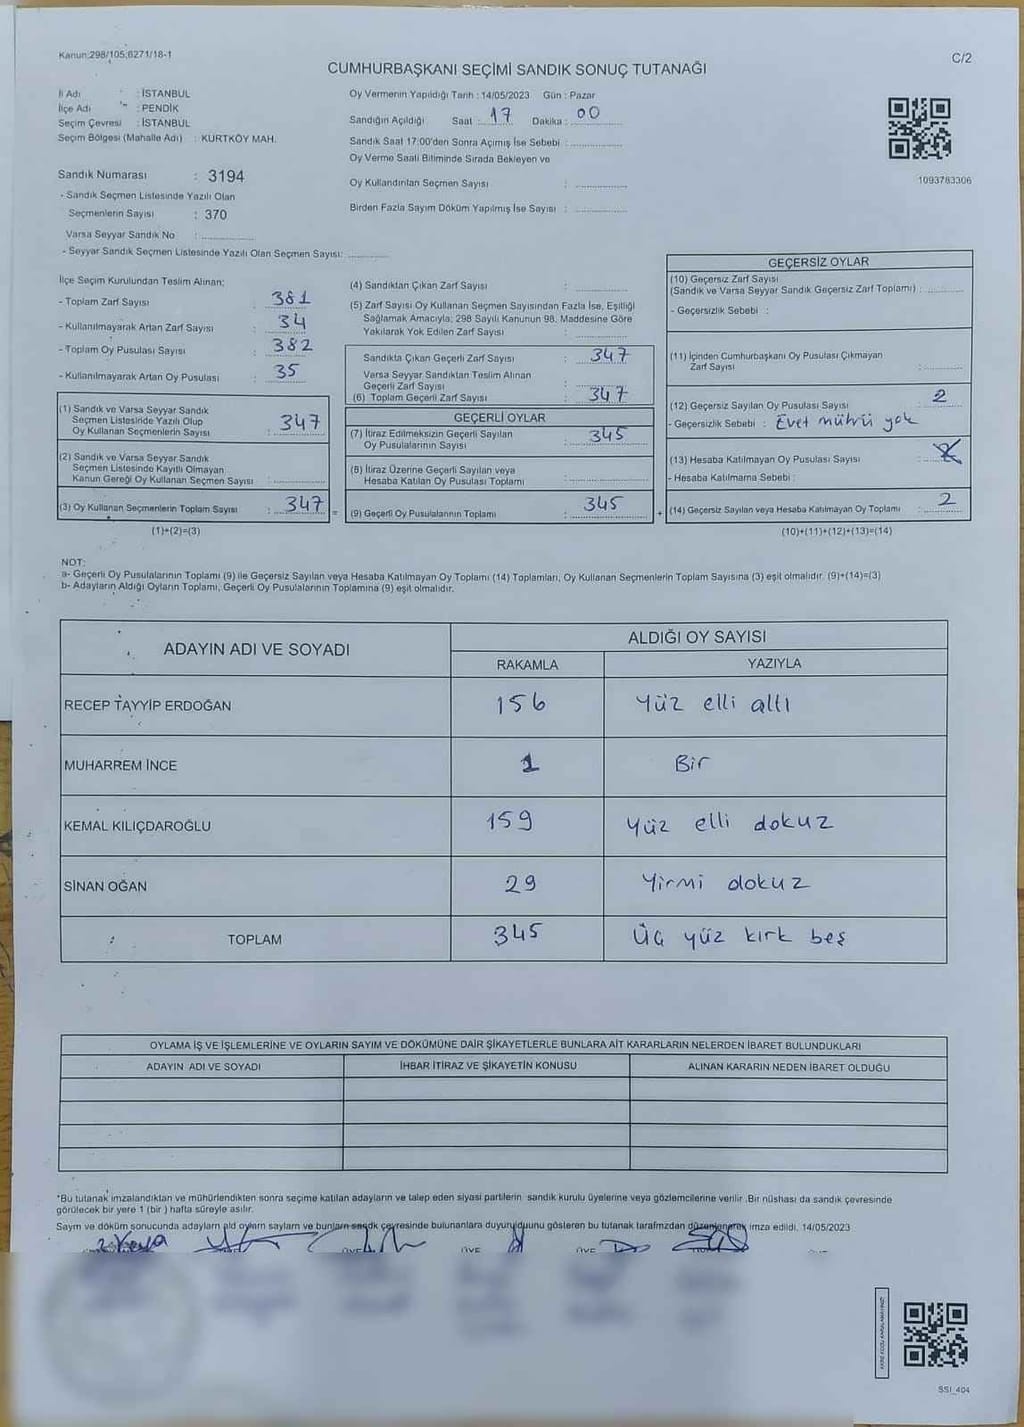 Kanun:298/105;6271/18-1
C/2
CUMHURBAŞKANI SEÇİMİ SANDIK SONUÇ TUTANAĞI
İl Adı : İSTANBUL
İlçe Adı : PENDİK
Seçim Çevresi : İSTANBUL
Seçim Bölgesi (Mahalle Adı) : KURTKÖY MAH.
Sandık Numarası : 3194
- Sandık Seçmen Listesinde Yazılı Olan
Seçmenlerin Sayısı : 370
Varsa Seyyar Sandık No :
- Seyyar Sandık Seçmen Listesinde Yazılı Olan Seçmen Sayısı:
Oy Vermenin Yapıldığı Tarih : 14/05/2023 Gün : Pazar
Sandığın Açıldığı Saat : 17 Dakika : 00
Sandık Saat 17:00'den Sonra Açımış İse Sebebi :
Oy Verme Saati Bitiminde Sırada Bekleyen ve
Oy Kullandırılan Seçmen Sayısı :
Birden Fazla Sayım Döküm Yapılmış İse Sayısı :
1093783306
İlçe Seçim Kurulundan Teslim Alınan;
- Toplam Zarf Sayısı : 381
- Kullanılmayarak Artan Zarf Sayısı : 34
- Toplam Oy Pusulası Sayısı : 382
- Kullanılmayarak Artan Oy Pusulası : 35
(1) Sandık ve Varsa Seyyar Sandık
Seçmen Listesinde Yazılı Olup
Oy Kullanan Seçmenlerin Sayısı : 347
(2) Sandık ve Varsa Seyyar Sandık
Seçmen Listesinde Kayıtlı Olmayan
Kanun Gereği Oy Kullanan Seçmen Sayısı :
(3) Oy Kullanan Seçmenlerin Toplam Sayısı : 347
(1)+(2)=(3)
=
(4) Sandıktan Çıkan Zarf Sayısı :
(5) Zarf Sayısı Oy Kullanan Seçmen Sayısından Fazla İse, Eşitliği
Sağlamak Amacıyla; 298 Sayılı Kanunun 98. Maddesine Göre
Yakılarak Yok Edilen Zarf Sayısı :
Sandıkta Çıkan Geçerli Zarf Sayısı : 347
Varsa Seyyar Sandıktan Teslim Alınan
Geçerli Zarf Sayısı :
(6) Toplam Geçerli Zarf Sayısı : 347
GEÇERLİ OYLAR
(7) İtiraz Edilmeksizin Geçerli Sayılan : 345
Oy Pusulalarının Sayısı
(8) İtiraz Üzerine Geçerli Sayılan veya
Hesaba Katılan Oy Pusulası Toplamı :
(9) Geçerli Oy Pusulalarının Toplamı : 345
+
GEÇERSİZ OYLAR
(10) Geçersiz Zarf Sayısı
(Sandık ve Varsa Seyyar Sandık Geçersiz Zarf Toplamı) :
- Geçersizlik Sebebi :
(11) İçinden Cumhurbaşkanı Oy Pusulası Çıkmayan
Zarf Sayısı :
(12) Geçersiz Sayılan Oy Pusulası Sayısı : 2
- Geçersizlik Sebebi : Evet mührü yok
(13) Hesaba Katılmayan Oy Pusulası Sayısı :
- Hesaba Katılmama Sebebi :
(14) Geçersiz Sayılan veya Hesaba Katılmayan Oy Toplamı : 2
(10)+(11)+(12)+(13)=(14)
NOT:
a- Geçerli Oy Pusulalarının Toplamı (9) ile Geçersiz Sayılan veya Hesaba Katılmayan Oy Toplamı (14) Toplamları, Oy Kullanan Seçmenlerin Toplam Sayısına (3) eşit olmalıdır. (9)+(14)=(3)
b- Adayların Aldığı Oyların Toplamı, Geçerli Oy Pusulalarının Toplamına (9) eşit olmalıdır.
ADAYIN ADI VE SOYADI
ALDIĞI OY SAYISI
RAKAMLA YAZIYLA
RECEP TAYYİP ERDOĞAN 156 Yüz elli altı
MUHARREM İNCE 1 Bir
KEMAL KILIÇDAROĞLU 159 Yüz elli dokuz
SİNAN OĞAN 29 Yirmi dokuz
TOPLAM 345 Üç yüz kırk beş
OYLAMA İŞ VE İŞLEMLERİNE VE OYLARIN SAYIM VE DÖKÜMÜNE DAİR ŞİKAYETLERLE BUNLARA AİT KARARLARIN NELERDEN İBARET BULUNDUKLARI
ADAYIN ADI VE SOYADI İHBAR İTİRAZ VE ŞİKAYETİN KONUSU ALINAN KARARIN NEDEN İBARET OLDUĞU
*Bu tutanak imzalandıktan ve mühürlendikten sonra seçime katılan adayların ve talep eden siyasi partilerin sandık kurulu üyelerine veya gözlemcilerine verilir .Bir nüshası da sandık çevresinde
görülecek bir yere 1 (bir ) hafta süreyle asılır.
Sayım ve döküm sonucunda adayların oyların bulunanlara duyurulduğunu gösteren bu tutanak tarafımızdan düzenlenerek imza edildi. 14/05/2023
ÜYE ÜYE ÜYE
SSI_404